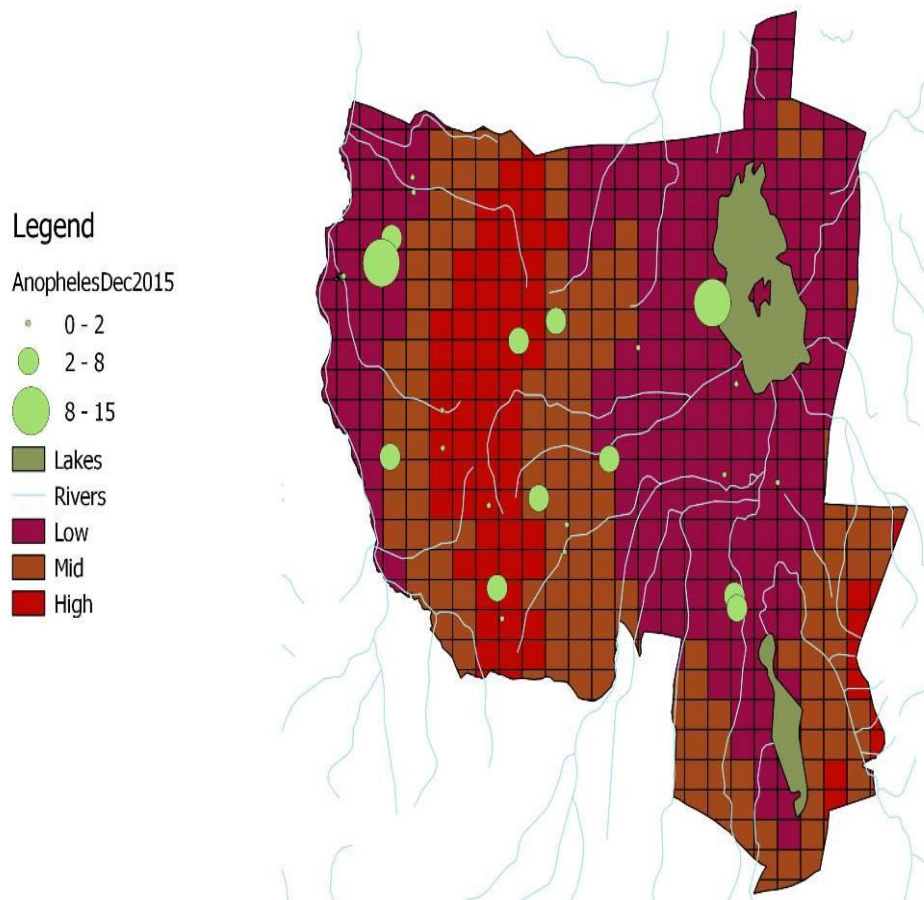 Legend
AnophelesDec2015
0 - 2
2 - 8
8 - 15
Lakes
Rivers
Low
Mid
High